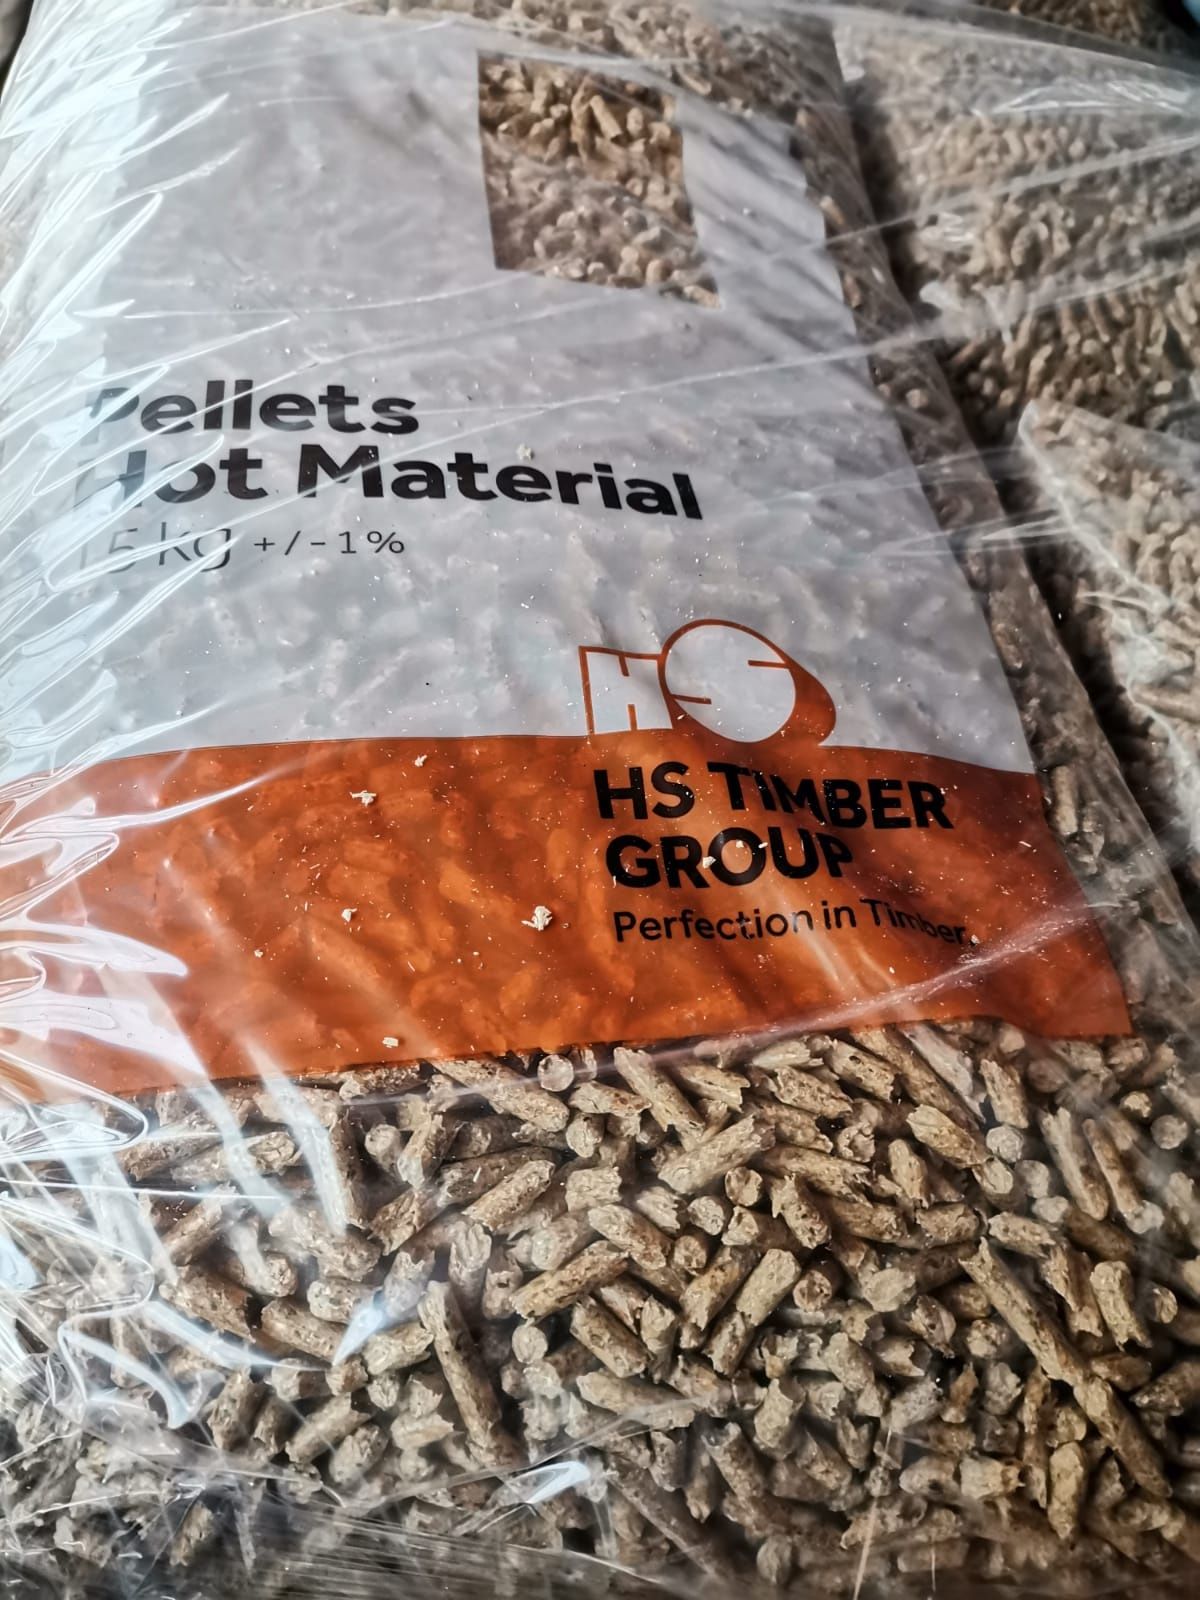 Pellets
Hot Material
15 kg +/-1%
HS
HS TIMBER
GROUP
Perfection in Timber.